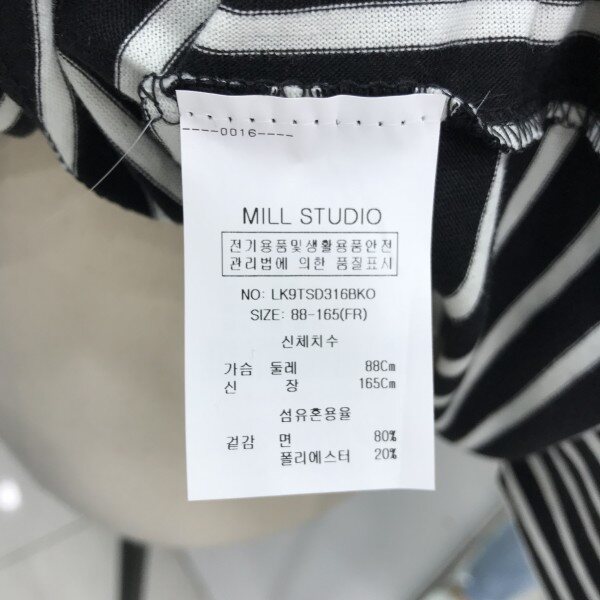 ----0016----
MILL STUDIO
전기용품및생활용품안전
관리법에 의한 품질표시
NO: LK9TSD316BKO
SIZE: 88-165(FR)
신체치수
가슴 둘레 88Cm
신 장 165Cm
섬유혼용율
겉감 면 80%
폴리에스터 20%